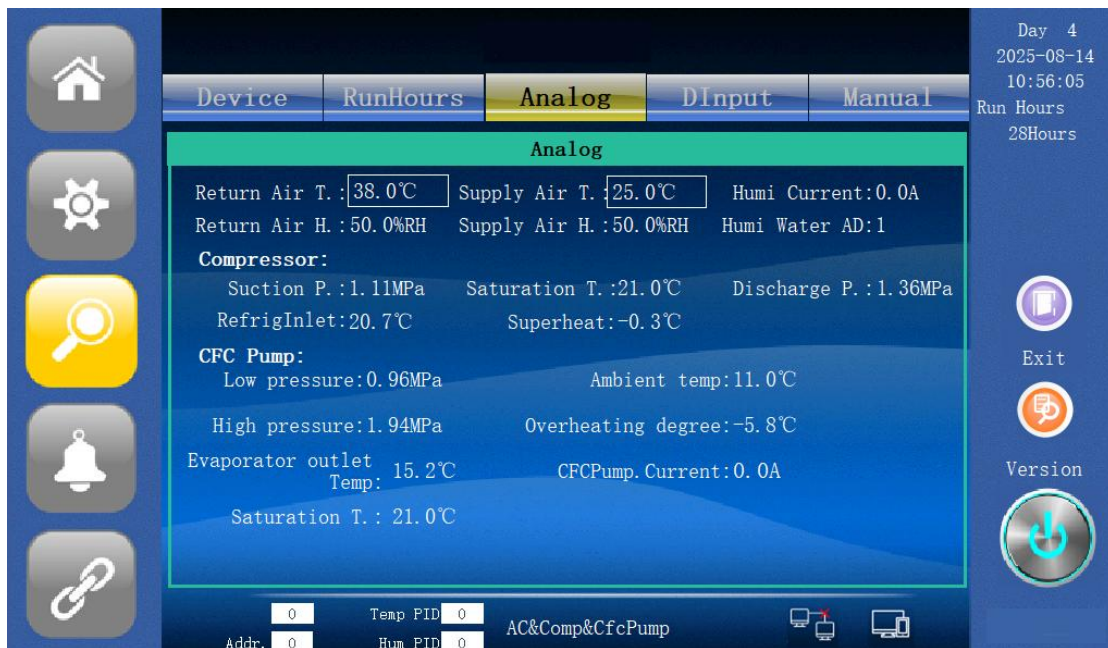 Day 4
2025-08-14
10:56:05
Run Hours
28Hours
Device RunHours Analog DInput Manual
Analog
Return Air T.:38.0℃ Supply Air T.:25.0℃ Humi Current:0.0A
Return Air H.:50.0%RH Supply Air H.:50.0%RH Humi Water AD:1
Compressor:
Suction P.:1.11MPa Saturation T.:21.0℃ Discharge P.:1.36MPa
RefrigInlet:20.7℃ Superheat:-0.3℃
CFC Pump:
Low pressure:0.96MPa Ambient temp:11.0℃
High pressure:1.94MPa Overheating degree:-5.8℃
Evaporator outlet
Temp: 15.2℃ CFCPump.Current:0.0A
Saturation T.: 21.0℃
Exit
Version
0 Temp PID 0
AC&Comp&CfcPump
Addr. 0 Hum PID 0